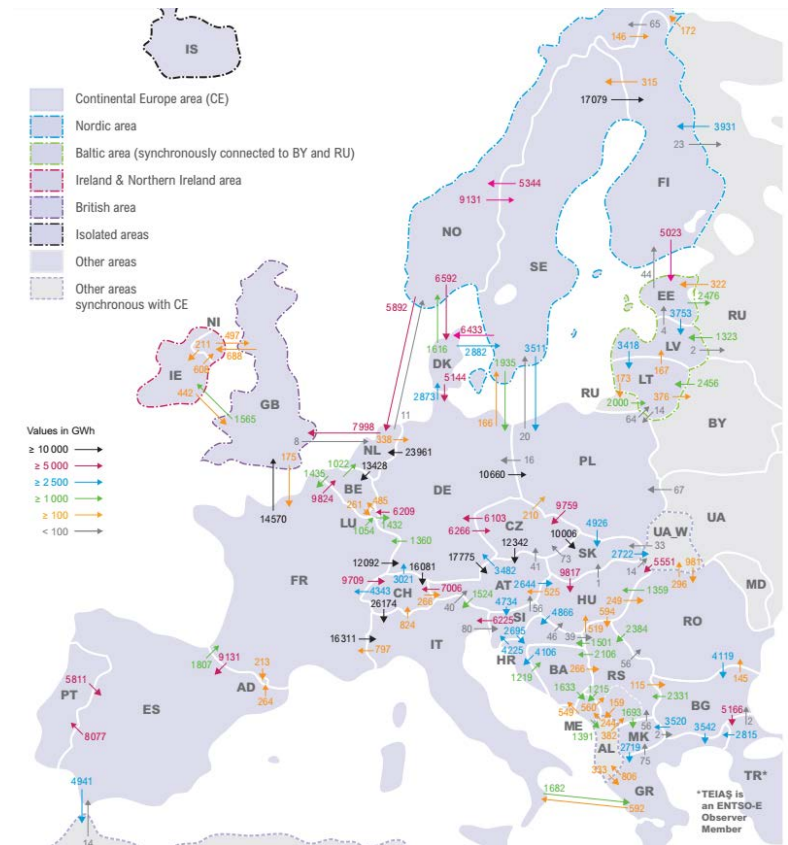 65
146
172
IS
315
17079
Continental Europe area (CE)
Nordic area
3931
Baltic area (synchronously connected to BY and RU)
23
Ireland & Northern Ireland area
5344
FI
British area
9131
Isolated areas
NO
5023
Other areas
SE
44
Other areas
synchronous with CE
5892
6592
322
EE
2476
NI
497
4
3753
RU
211
688
1616
6433
2882
1935
3511
3418
LV
1323
2
IE
608
DK
167
442
GB
5144
173
LT
2456
1565
2873
RU
376
2000
14
64
BY
Values in GWh
7998
11
166
≥ 10 000
8
338
20
≥ 5 000
175
NL
23961
16
PL
≥ 2 500
1435
1022
13428
10660
≥ 1 000
BE
DE
67
≥ 100
9824
261
485
210
9759
UA
< 100
14570
LU
6209
6103
CZ
4926
UA_W
1054
1432
6266
10006
33
1360
12342
SK
2722
12092
16081
17775
73
14
5551
981
MD
FR
3021
3482
41
9817
1
296
9709
4343
CH
7006
AT
2644
HU
1359
26174
266
40
1524
525
249
824
4734
SI
56
4866
594
RO
80
6225
46
519
2384
16311
IT
2695
39
1501
797
4225
4106
2106
56
4119
HR
BA
RS
9131
1219
266
1807
213
145
5811
AD
1633
1215
115
2331
264
560
159
BG
PT
ES
549
1693
5166
ME
244
56
3520
2
8077
1391
382
MK
2
3542
2815
AL
2719
75
4941
333
806
TR*
1682
GR
592
*TEIAŞ is
an ENTSO-E
Observer
Member
14